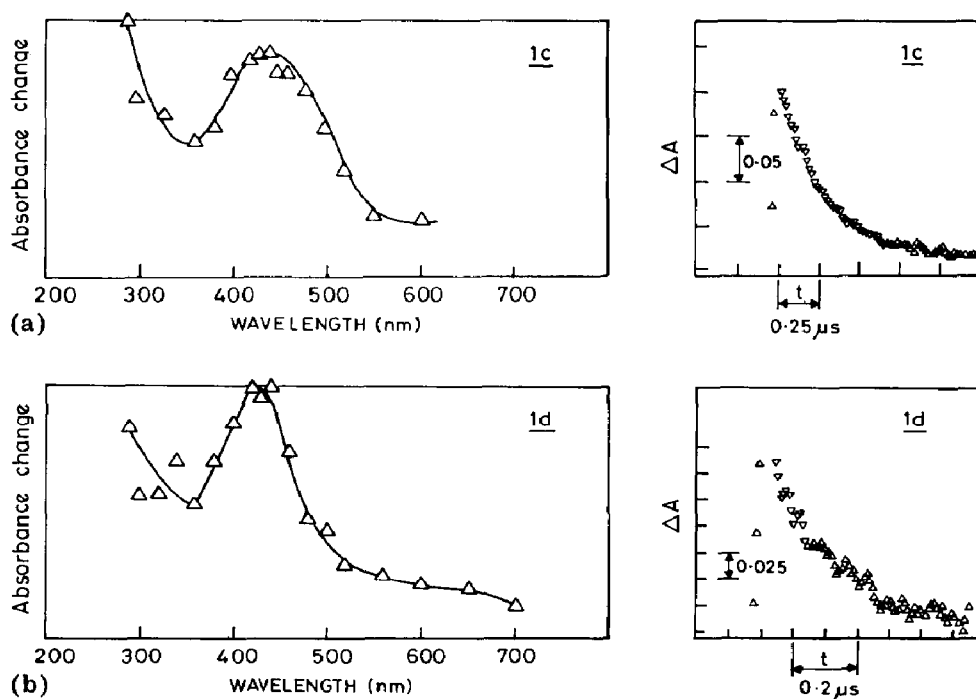 1c
Absorbance change
200 300 400 500 600 700
WAVELENGTH (nm)
(a)
1c
ΔA
0·05
t
0·25 μs
1d
Absorbance change
200 300 400 500 600 700
WAVELENGTH (nm)
(b)
1d
ΔA
0·025
t
0·2 μs